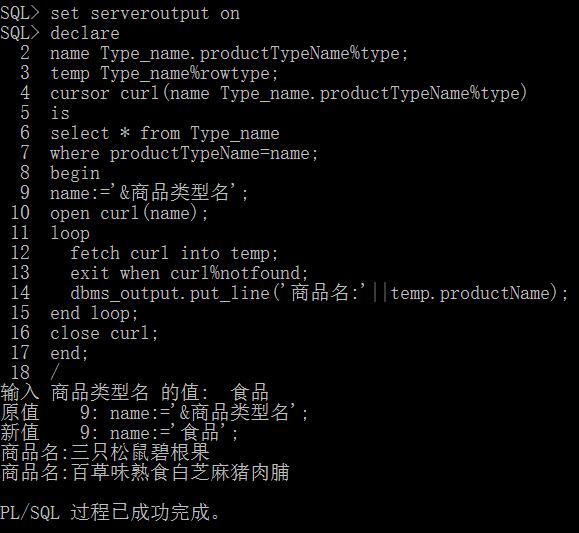 SQL> set serveroutput on
SQL> declare
  2  name Type_name.productTypeName%type;
  3  temp Type_name%rowtype;
  4  cursor curl(name Type_name.productTypeName%type)
  5  is
  6  select * from Type_name
  7  where productTypeName=name;
  8  begin
  9  name:='&商品类型名';
 10  open curl(name);
 11  loop
 12    fetch curl into temp;
 13    exit when curl%notfound;
 14    dbms_output.put_line('商品名:'||temp.productName);
 15  end loop;
 16  close curl;
 17  end;
 18  /
输入 商品类型名 的值:  食品
原值    9: name:='&商品类型名';
新值    9: name:='食品';
商品名:三只松鼠碧根果
商品名:百草味熟食白芝麻猪肉脯
PL/SQL 过程已成功完成。